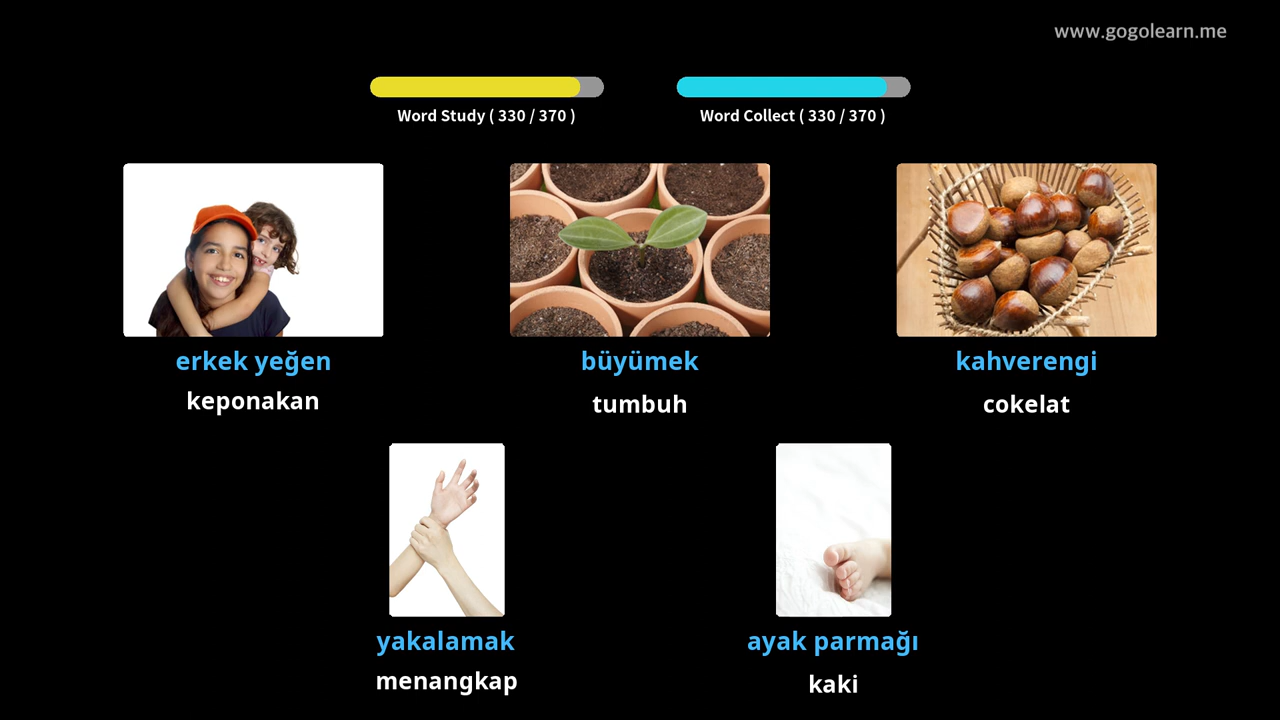 www.gogolearn.me
Word Study ( 330 / 370 )
Word Collect ( 330 / 370 )
erkek yeğen
keponakan
büyümek
tumbuh
kahverengi
cokelat
yakalamak
menangkap
ayak parmağı
kaki